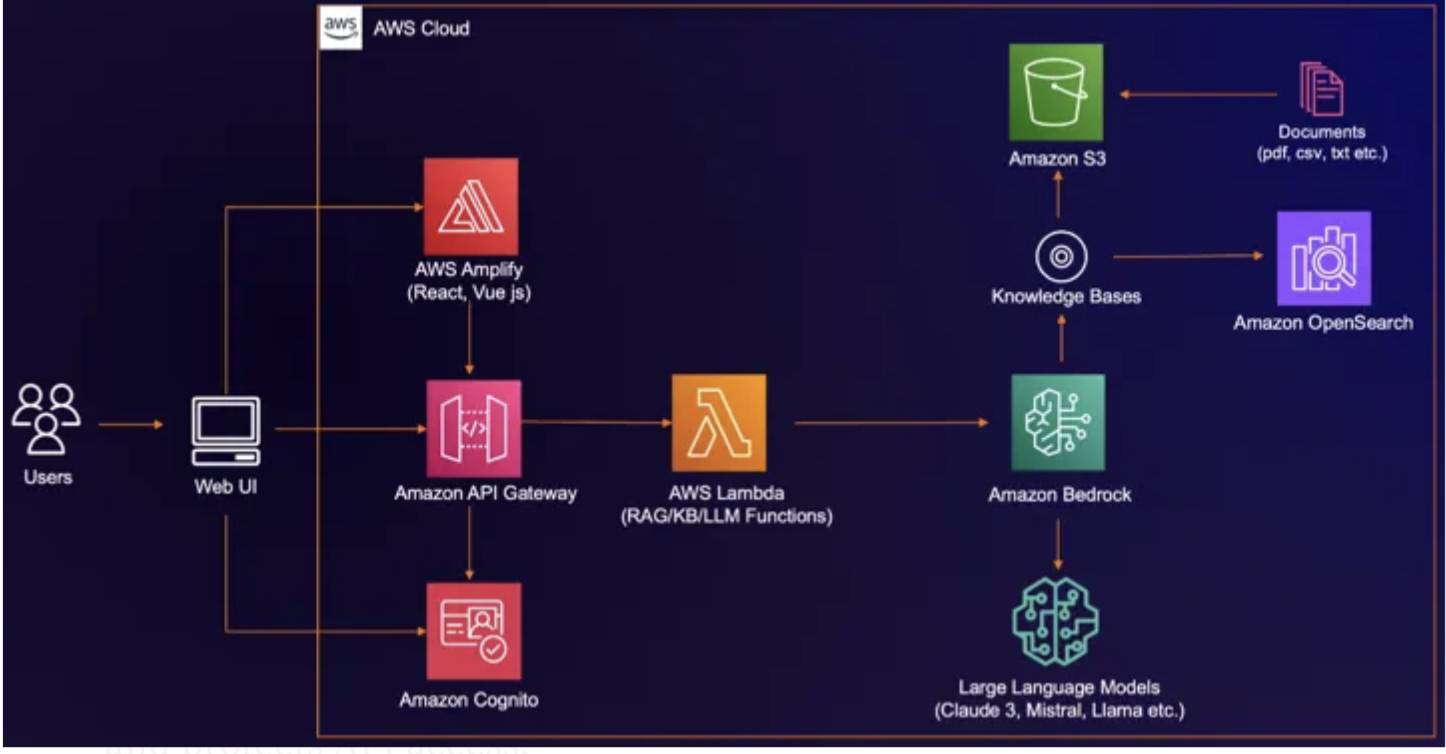 aws
AWS Cloud
Amazon S3
Documents
(pdf, csv, txt etc.)
AWS Amplify
(React, Vue js)
Knowledge Bases
Amazon OpenSearch
</>
Users
Web UI
Amazon API Gateway
AWS Lambda
(RAG/KB/LLM Functions)
Amazon Bedrock
Amazon Cognito
Large Language Models
(Claude 3, Mistral, Llama etc.)